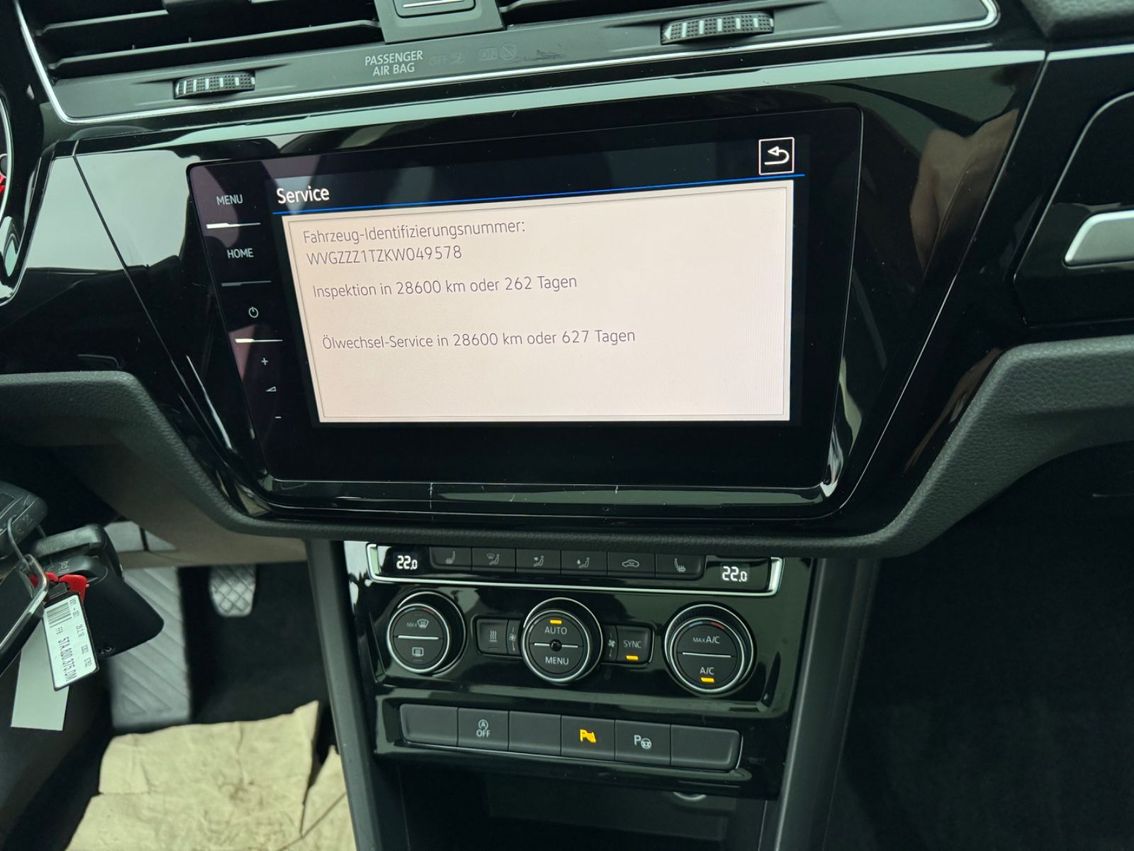 PASSENGER
AIR BAG
MENU
HOME
+
-
Service
Fahrzeug-Identifizierungsnummer:
WVGZZZ1TZKW049578
Inspektion in 28600 km oder 262 Tagen
Ölwechsel-Service in 28600 km oder 627 Tagen
22.0
22.0
MAX
AUTO
MENU
SYNC
MAX A/C
A/C
OFF
P